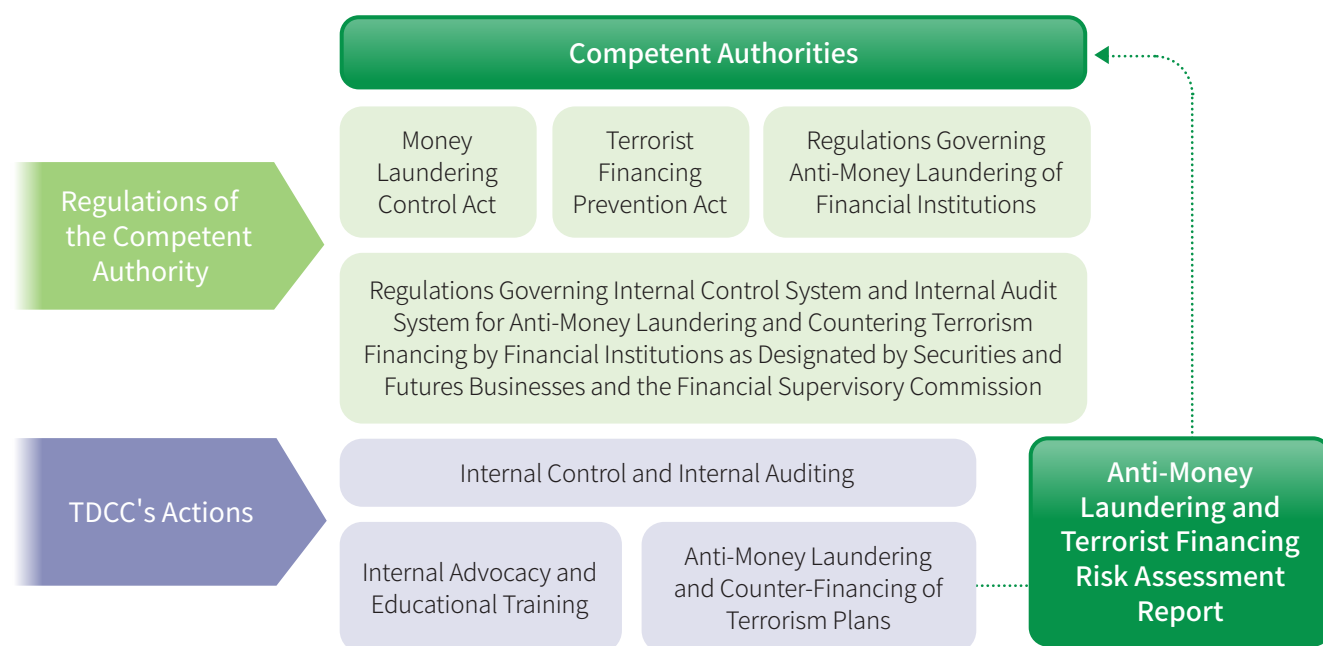 Competent Authorities
Money
Laundering
Control Act
Terrorist
Financing
Prevention Act
Regulations Governing
Anti-Money Laundering of
Financial Institutions
Regulations of
the Competent
Authority
Regulations Governing Internal Control System and Internal Audit
System for Anti-Money Laundering and Countering Terrorism
Financing by Financial Institutions as Designated by Securities and
Futures Businesses and the Financial Supervisory Commission
TDCC's Actions
Internal Control and Internal Auditing
Internal Advocacy and
Educational Training
Anti-Money Laundering
and Counter-Financing of
Terrorism Plans
Anti-Money
Laundering and
Terrorist Financing
Risk Assessment
Report